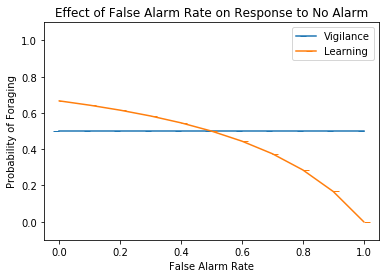 Effect of False Alarm Rate on Response to No Alarm
Vigilance
Learning
1.0
0.8
0.6
0.4
0.2
0.0
Probability of Foraging
0.0 0.2 0.4 0.6 0.8 1.0
False Alarm Rate